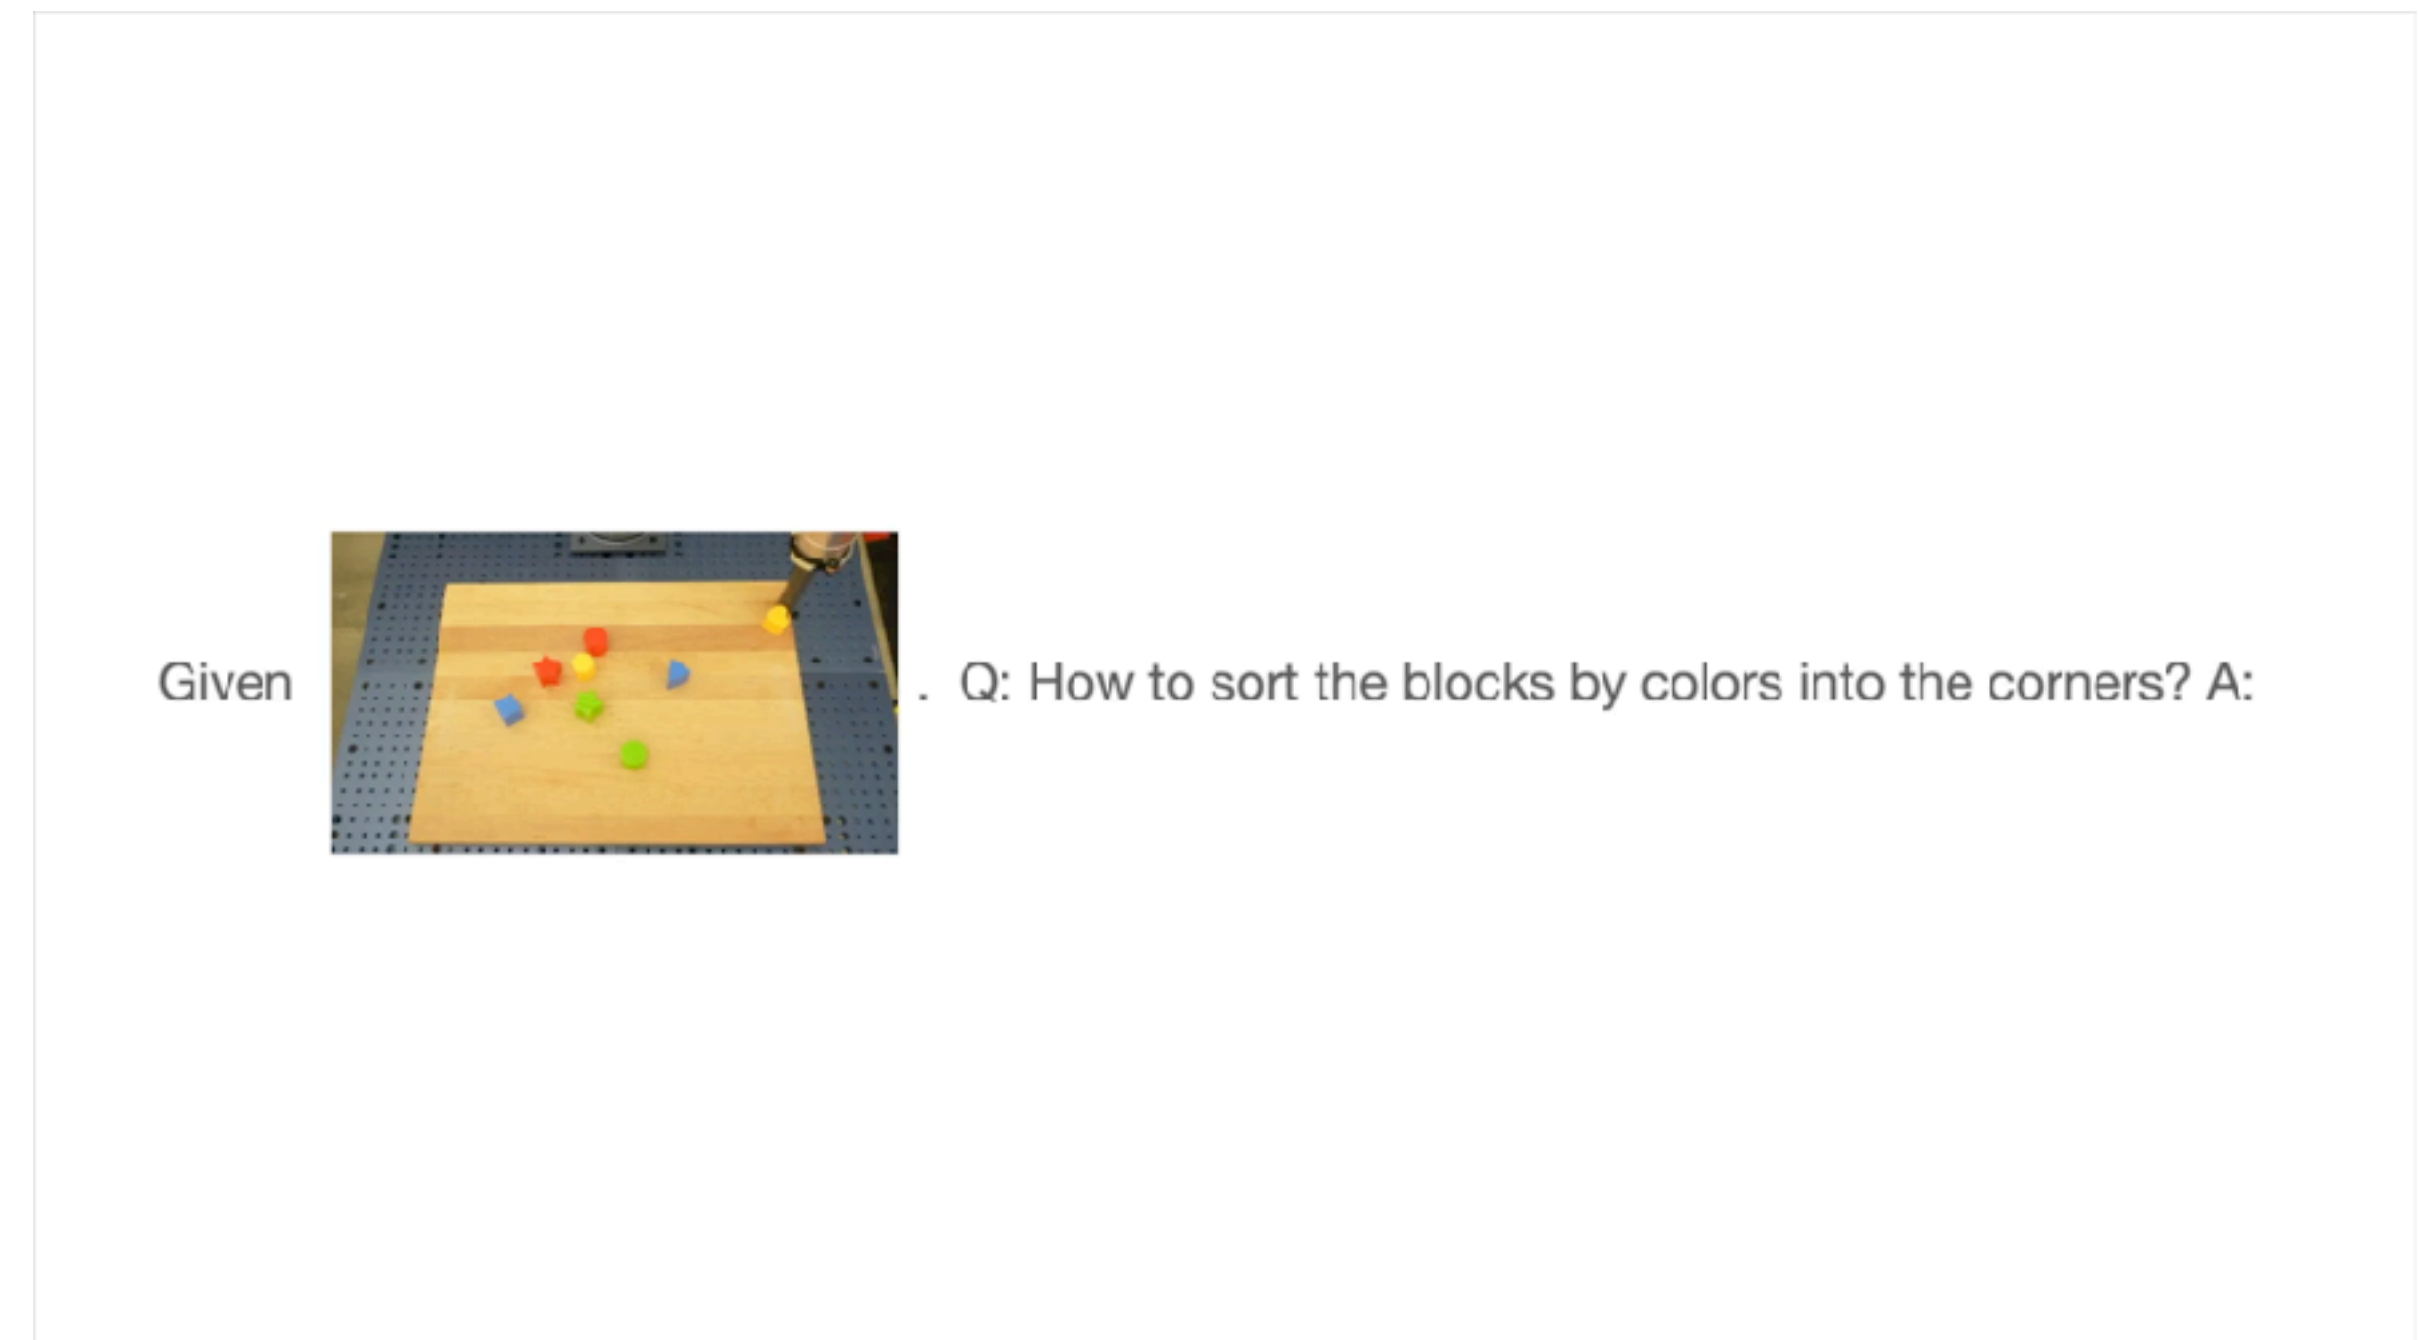 Given . Q: How to sort the blocks by colors into the corners? A: